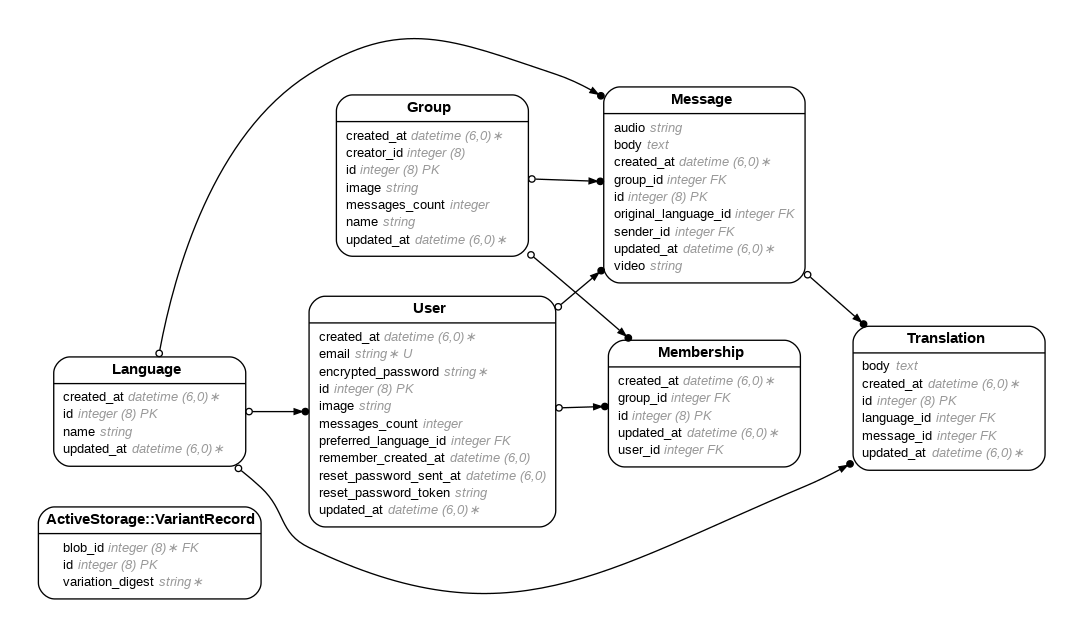 Group
created_at datetime (6,0)∗
creator_id integer (8)
id integer (8) PK
image string
messages_count integer
name string
updated_at datetime (6,0)∗
Message
audio string
body text
created_at datetime (6,0)∗
group_id integer FK
id integer (8) PK
original_language_id integer FK
sender_id integer FK
updated_at datetime (6,0)∗
video string
User
created_at datetime (6,0)∗
email string∗ U
encrypted_password string∗
id integer (8) PK
image string
messages_count integer
preferred_language_id integer FK
remember_created_at datetime (6,0)
reset_password_sent_at datetime (6,0)
reset_password_token string
updated_at datetime (6,0)∗
Language
created_at datetime (6,0)∗
id integer (8) PK
name string
updated_at datetime (6,0)∗
Membership
created_at datetime (6,0)∗
group_id integer FK
id integer (8) PK
updated_at datetime (6,0)∗
user_id integer FK
Translation
body text
created_at datetime (6,0)∗
id integer (8) PK
language_id integer FK
message_id integer FK
updated_at datetime (6,0)∗
ActiveStorage::VariantRecord
blob_id integer (8)∗ FK
id integer (8) PK
variation_digest string∗